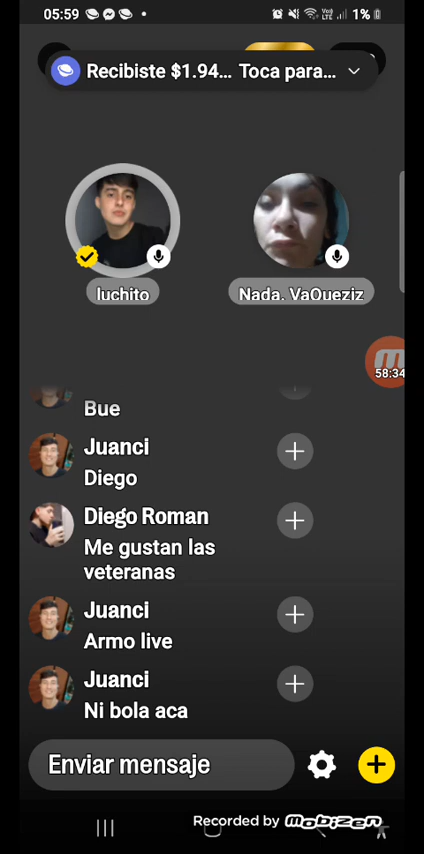 05:59 1%
Recibiste $1.94... Toca para...
luchito Nada. VaQueziz
58:34
Bue
Juanci
Diego
Diego Roman
Me gustan las
veteranas
Juanci
Armo live
Juanci
Ni bola aca
Enviar mensaje
Recorded by mobizen